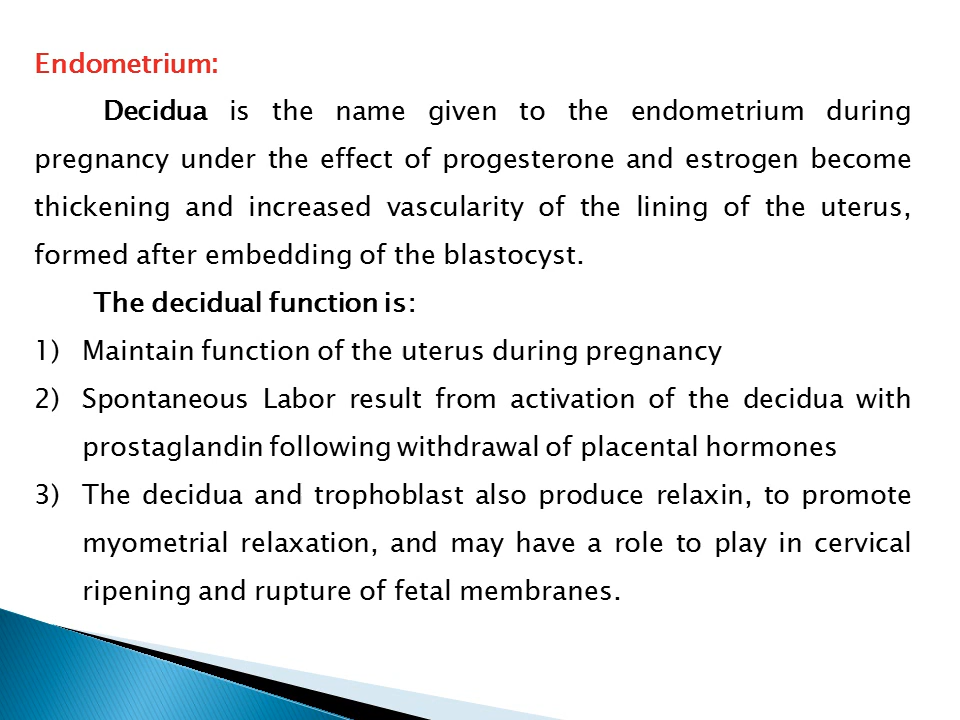 Endometrium:
Decidua is the name given to the endometrium during
pregnancy under the effect of progesterone and estrogen become
thickening and increased vascularity of the lining of the uterus,
formed after embedding of the blastocyst.
The decidual function is:
1) Maintain function of the uterus during pregnancy
2) Spontaneous Labor result from activation of the decidua with
prostaglandin following withdrawal of placental hormones
3) The decidua and trophoblast also produce relaxin, to promote
myometrial relaxation, and may have a role to play in cervical
ripening and rupture of fetal membranes.